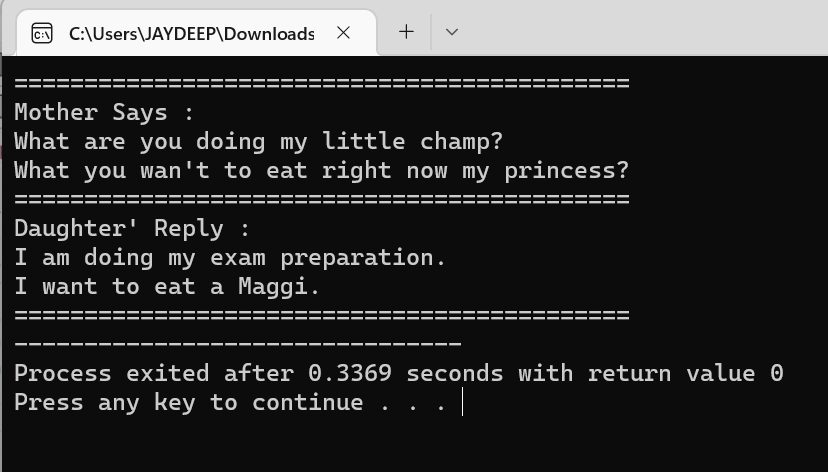 C:\Users\JAYDEEP\Downloads
============================================
Mother Says :
What are you doing my little champ?
What you wan't to eat right now my princess?
============================================
Daughter' Reply :
I am doing my exam preparation.
I want to eat a Maggi.
============================================
--------------------------------
Process exited after 0.3369 seconds with return value 0
Press any key to continue . . .